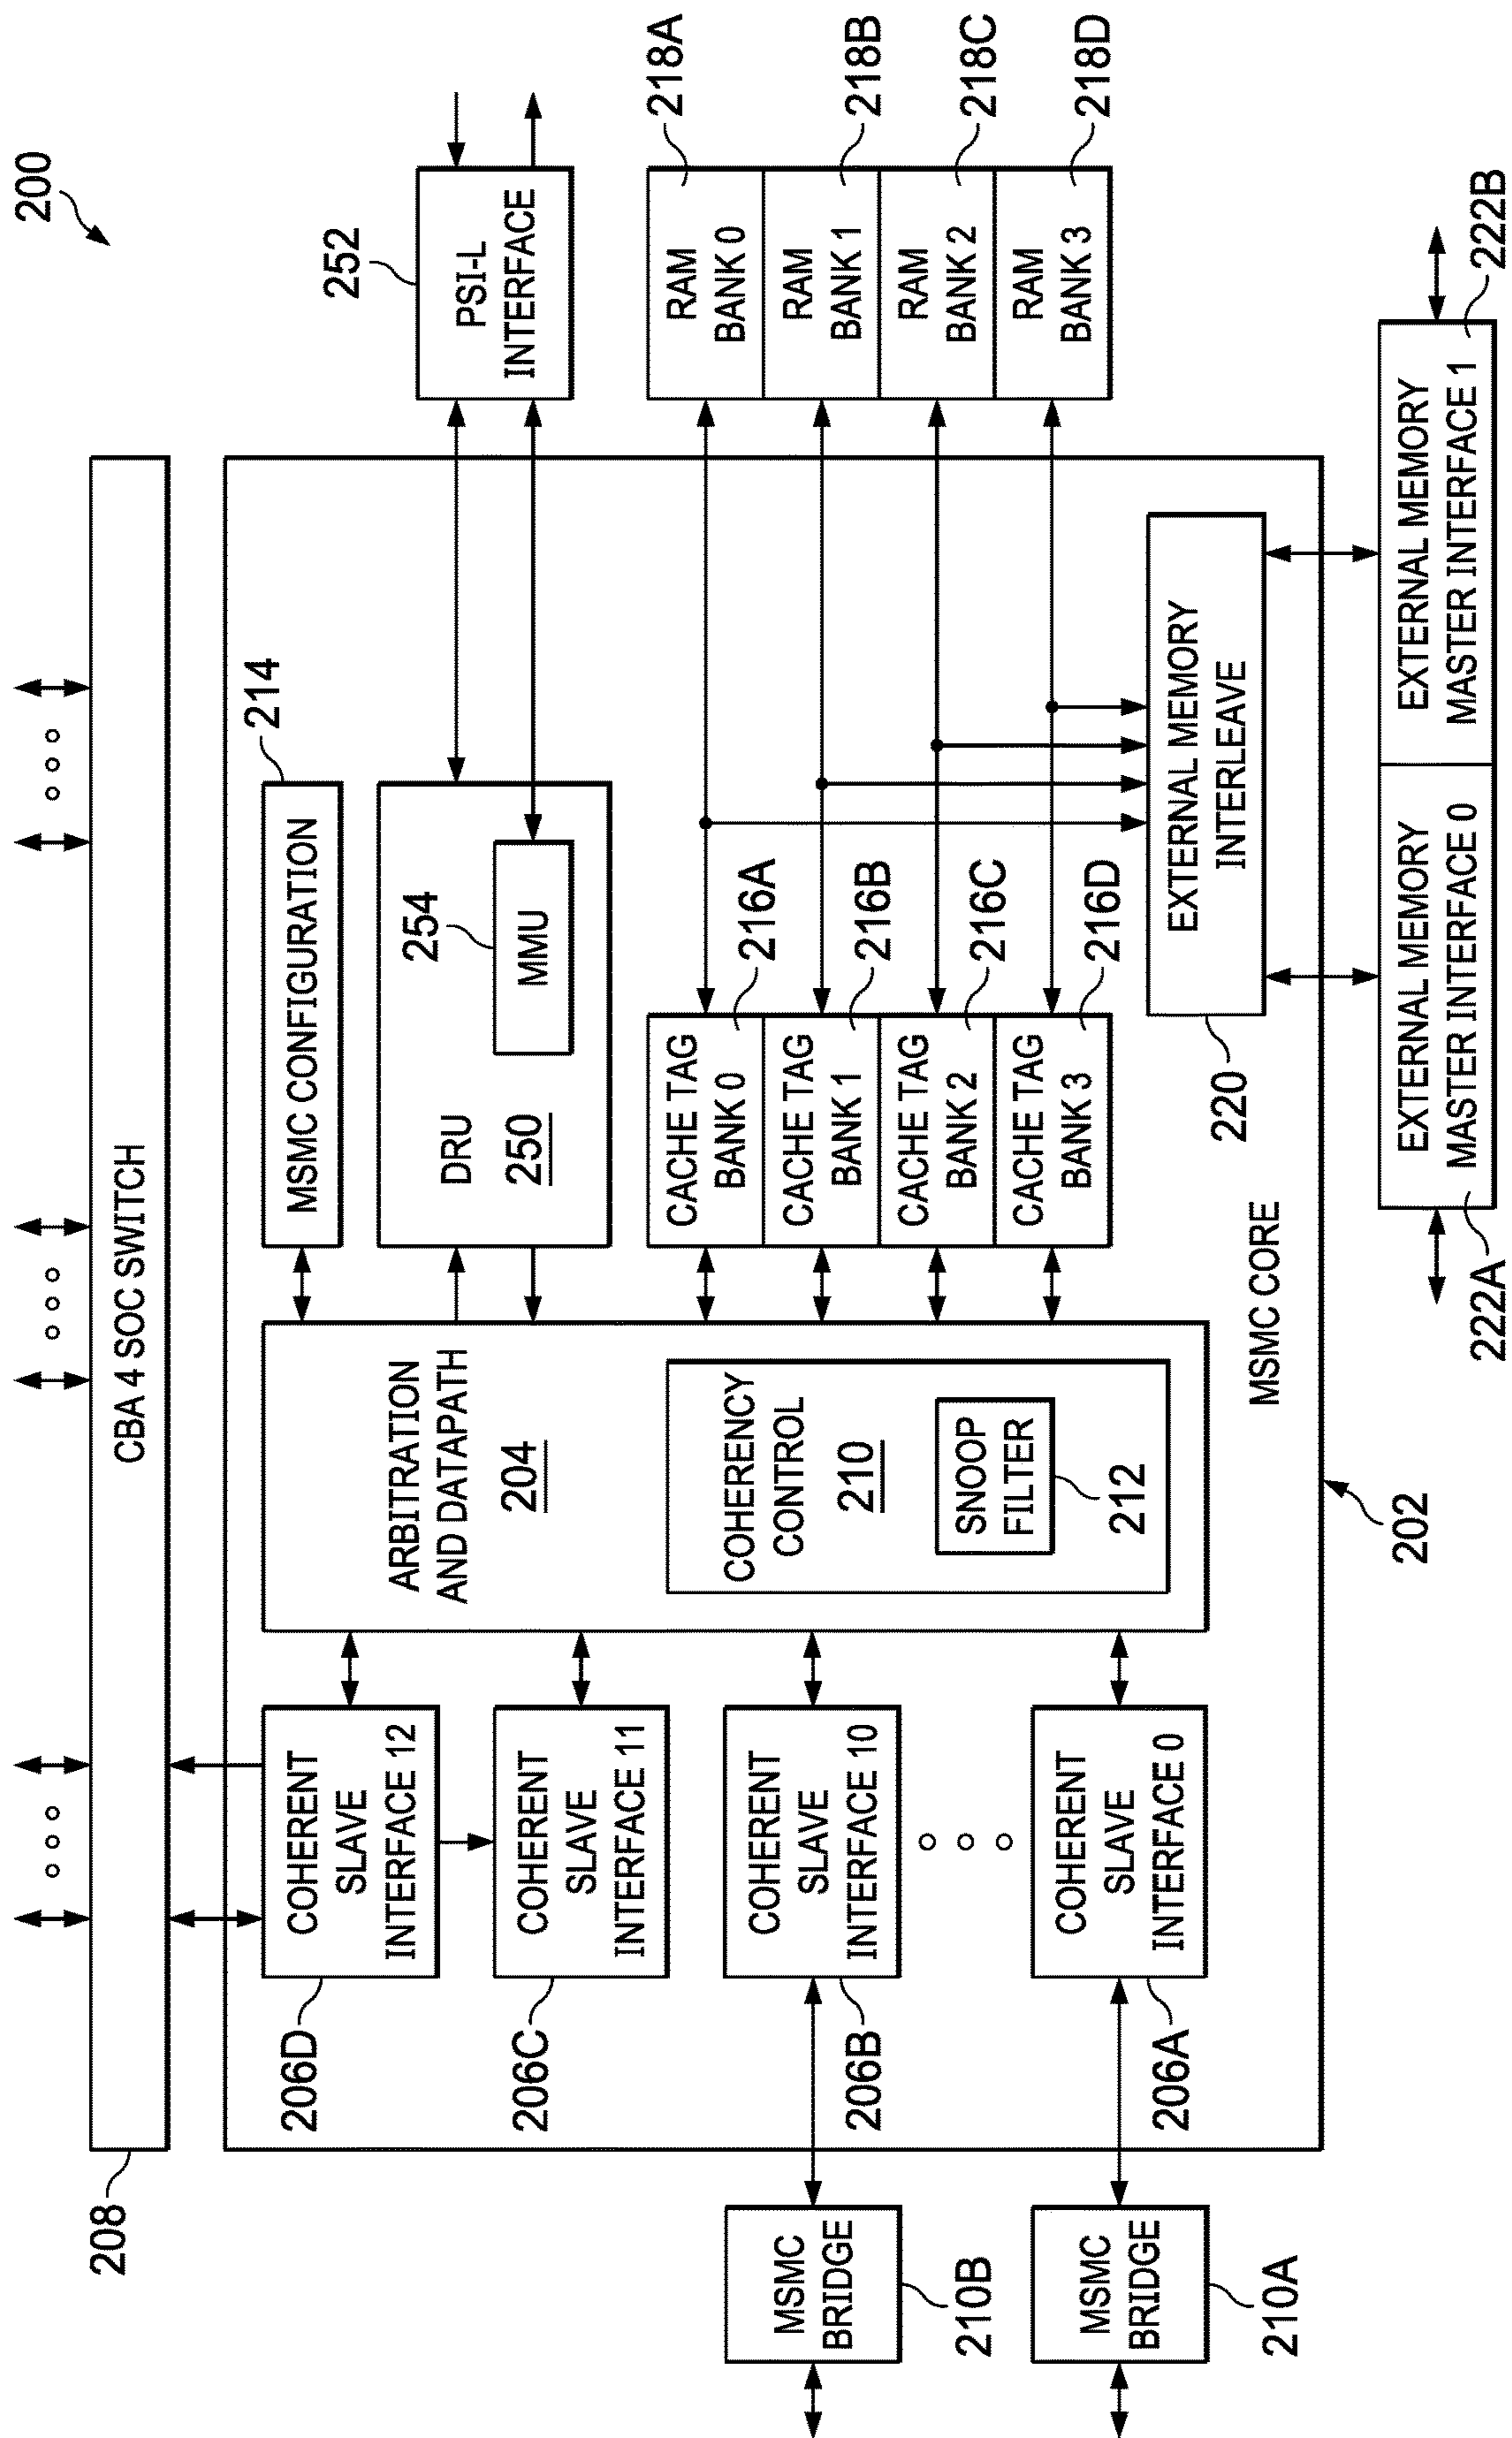 200
CBA 4 SOC SWITCH
208
MSMC CONFIGURATION
214
DRU
250
254
MMU
252
PSI-L
INTERFACE
COHERENT
SLAVE
INTERFACE 12
206D
COHERENT
SLAVE
INTERFACE 11
206C
COHERENT
SLAVE
INTERFACE 10
206B
COHERENT
SLAVE
INTERFACE 0
206A
MSMC
BRIDGE
210B
MSMC
BRIDGE
210A
ARBITRATION
AND DATAPATH
204
COHERENCY
CONTROL
210
SNOOP
FILTER
212
CACHE TAG
BANK 0
216A
CACHE TAG
BANK 1
216B
CACHE TAG
BANK 2
216C
CACHE TAG
BANK 3
216D
RAM
BANK 0
218A
RAM
BANK 1
218B
RAM
BANK 2
218C
RAM
BANK 3
218D
EXTERNAL MEMORY
INTERLEAVE
220
MSMC CORE
202
EXTERNAL MEMORY
MASTER INTERFACE 0
222A
EXTERNAL MEMORY
MASTER INTERFACE 1
222B